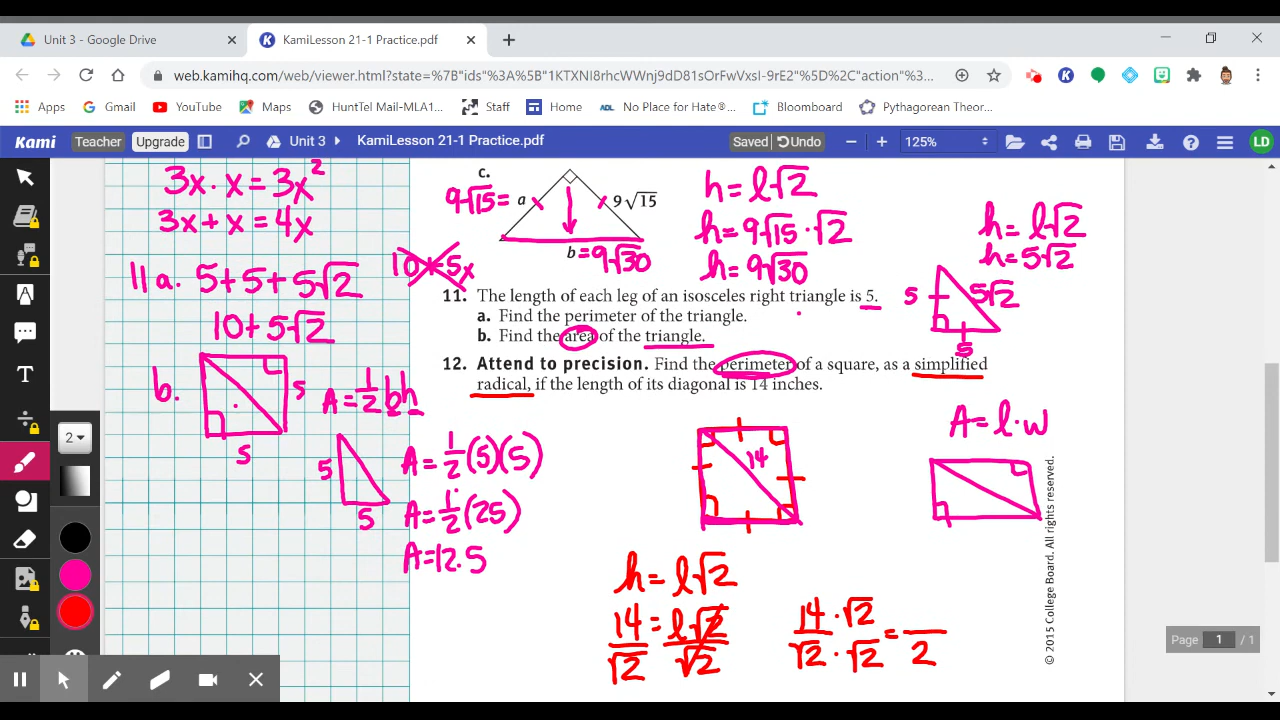 Unit 3 - Google Drive
KamiLesson 21-1 Practice.pdf
web.kamihq.com/web/viewer.html?state=%7B"ids"%3A%5B"1KTXNI8rhcWWnj9dD81sOrFwVxsI-9rE2"%5D%2C"action"%3...
Apps Gmail YouTube Maps HuntTel Mail-MLA1... Staff Home ADL No Place for Hate:... Bloomboard Pythagorean Theor...
Kami Teacher Upgrade Unit 3 KamiLesson 21-1 Practice.pdf Saved Undo 125% LD
3x · x = 3x²
3x + x = 4x
11a. 5 + 5 + 5√2
10 + 5√2
10 + 5x
b. 5
5
A = 1/2 bh
5
5
A = 1/2 (5)(5)
A = 1/2 (25)
A = 12.5
c.
9√15 = a 9√15
b = 9√30
h = l√2
h = 9√15 · √2
h = 9√30
h = l√2
h = 5√2
5 5√2
5
11. The length of each leg of an isosceles right triangle is 5.
a. Find the perimeter of the triangle.
b. Find the area of the triangle.
12. Attend to precision. Find the perimeter of a square, as a simplified
radical, if the length of its diagonal is 14 inches.
14
A = l · w
h = l√2
14 = l√2
√2 √2
14 · √2
√2 · √2 = 2
© 2015 College Board. All rights reserved.
2
T
Page 1 / 1